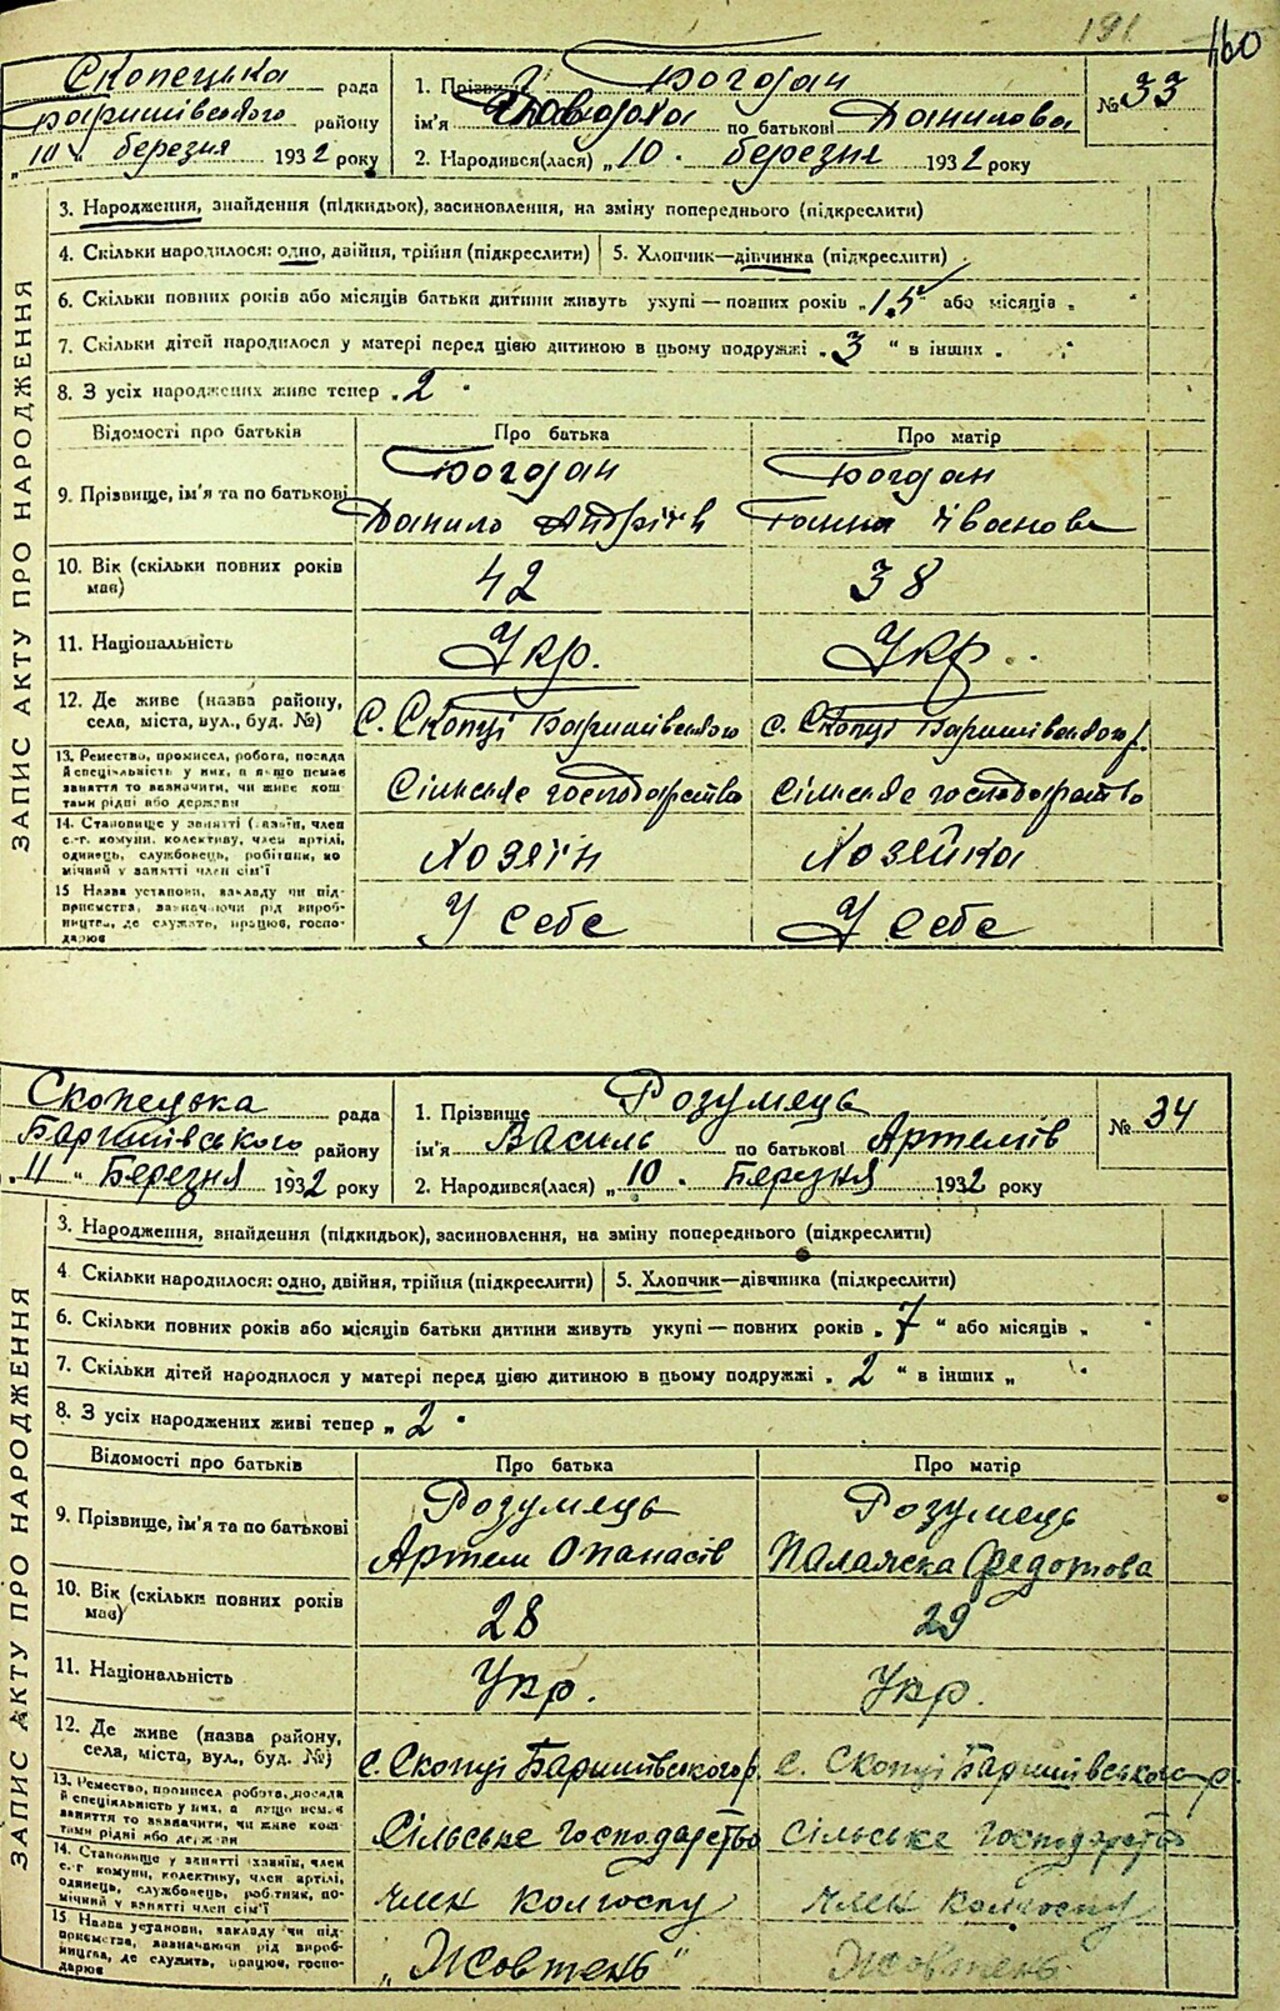 191
160
Скопецька рада
Баришівського району
"10" березня 1932 року
1. Прізвище Богдан
ім'я по батькові Данилова
2. Народився(лася) „10" березня 1932 року
№ 33
ЗАПИС АКТУ ПРО НАРОДЖЕННЯ
3. Народження, знайдення (підкидьок), засиновлення, на зміну попереднього (підкреслити)
4. Скільки народилося: одно, двійня, трійня (підкреслити)
5. Хлопчик—дівчинка (підкреслити)
6. Скільки повних років або місяців батьки дитини живуть укупі — повних років „15" або місяців „ "
7. Скільки дітей народилося у матері перед цією дитиною в цьому подружжі „3" в інших „ "
8. З усіх народжених живе тепер „2"
Відомості про батьків
Про батька
Про матір
9. Прізвище, ім'я та по батькові
Богдан
Данило Андріїв
Богдан
Ганна Іванова
10. Вік (скільки повних років має)
42
38
11. Національність
Укр.
Укр.
12. Де живе (назва району, села, міста, вул., буд. №)
с. Скопці Баришівського
с. Скопці Баришівського р.
13. Ремество, промисел, робота, посада й спеціяльність у них, а якщо немає заняття то визначити, чи живе коштами рідні або держави
Сільське господарство
Сільське господарство
14. Становище у занятті (хазяїн, член с.-г. комуни, колективу, член артілі, одинець, службовець, робітник, помічний у занятті член сім'ї
Хозяїн
Хозяйка
15 Назва установи, закладу чи підприємства, зазначаючи рід виробництва, де служить, працює, господарює
У себе
У себе
Скопецька рада
Баришівського району
„11" Березня 1932 року
1. Прізвище Розумець
ім'я Василь по батькові Артемів
2. Народився(лася) „10" Березня 1932 року
№ 34
ЗАПИС АКТУ ПРО НАРОДЖЕННЯ
3. Народження, знайдення (підкидьок), засиновлення, на зміну попереднього (підкреслити)
4 Скільки народилося: одно, двійня, трійня (підкреслити)
5. Хлопчик—дівчинка (підкреслити)
6. Скільки повних років або місяців батьки дитини живуть укупі — повних років „7" або місяців „ "
7. Скільки дітей народилося у матері перед цією дитиною в цьому подружжі „2" в інших „ "
8. З усіх народжених живі тепер „2"
Відомості про батьків
Про батька
Про матір
9. Прізвище, ім'я та по батькові
Розумець
Артем Опанасів
Розумець
Палажка Федотова
10. Вік (скільки повних років має)
28
29
11. Національність
Укр.
Укр.
12. Де живе (назва району, села, міста, вул., буд. №)
с. Скопці Баришівського р.
с. Скопці Баришівського р.
13. Ремество, промисел робота, посада й спеціяльність у них, а якщо немає заняття то визначити, чи живе коштами рідні або держави
Сільське господарство
Сільське господарство
14. Становище у занятті хазяїн, член с.-г комуни, колективу, член артілі, одинець, службовець, робітник, помічний у занятті член сім'ї
член колгоспу
член колгоспу
15 Назва установи, закладу чи підприємства, зазначаючи рід виробництва, де служить, працює, господарює
„Жовтень"
Жовтень